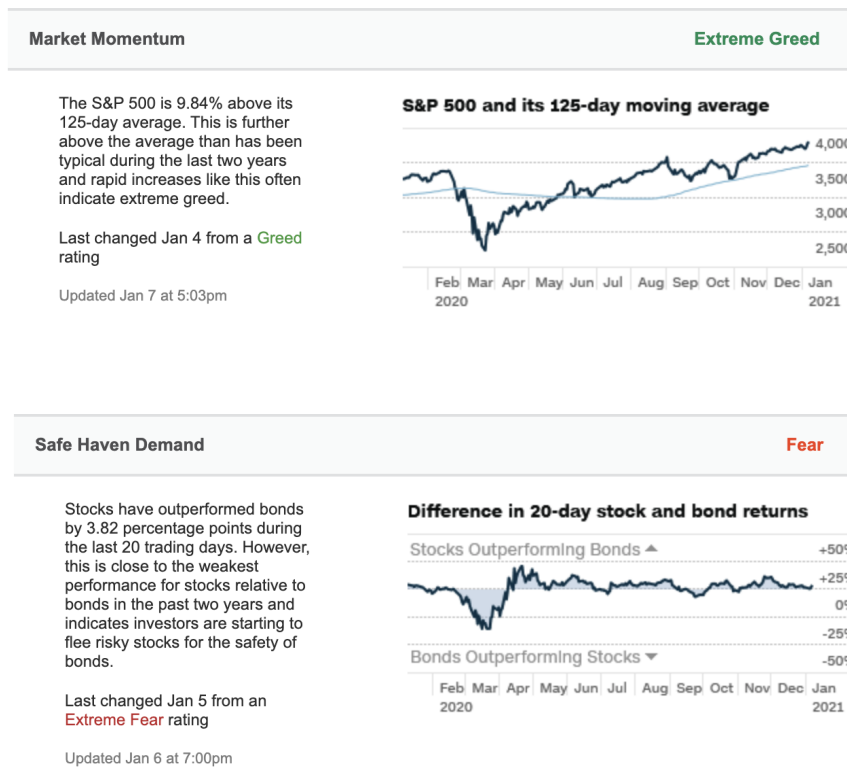 Market Momentum
Extreme Greed
The S&P 500 is 9.84% above its
125-day average. This is further
above the average than has been
typical during the last two years
and rapid increases like this often
indicate extreme greed.
Last changed Jan 4 from a Greed
rating
Updated Jan 7 at 5:03pm
S&P 500 and its 125-day moving average
4,000
3,500
3,000
2,500
Feb Mar Apr May Jun Jul Aug Sep Oct Nov Dec Jan
2020 2021
Safe Haven Demand
Fear
Stocks have outperformed bonds
by 3.82 percentage points during
the last 20 trading days. However,
this is close to the weakest
performance for stocks relative to
bonds in the past two years and
indicates investors are starting to
flee risky stocks for the safety of
bonds.
Last changed Jan 5 from an
Extreme Fear rating
Updated Jan 6 at 7:00pm
Difference in 20-day stock and bond returns
Stocks Outperforming Bonds
+50%
+25%
0%
-25%
Bonds Outperforming Stocks
-50%
Feb Mar Apr May Jun Jul Aug Sep Oct Nov Dec Jan
2020 2021